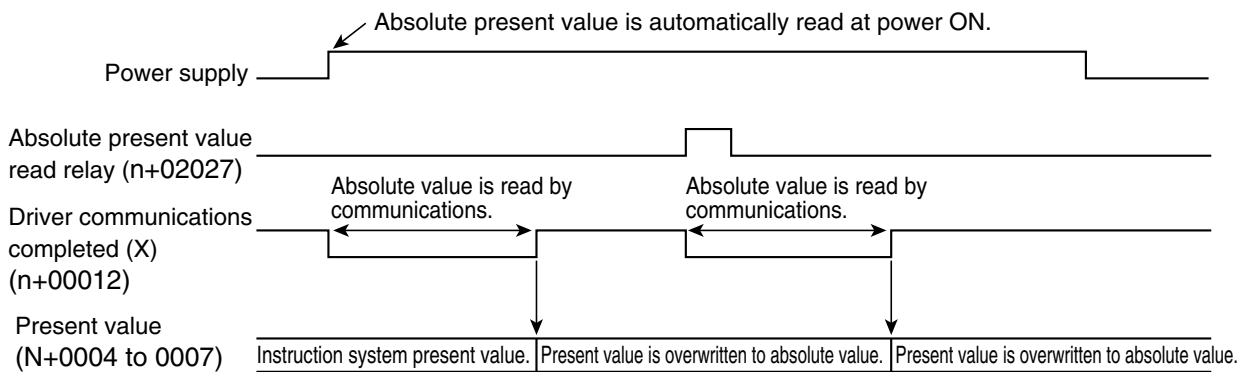 Absolute present value is automatically read at power ON.
Power supply
Absolute present value
read relay (n+02027)
Absolute value is read by
communications.
Absolute value is read by
communications.
Driver communications
completed (X)
(n+00012)
Present value
(N+0004 to 0007)
Instruction system present value.
Present value is overwritten to absolute value.
Present value is overwritten to absolute value.